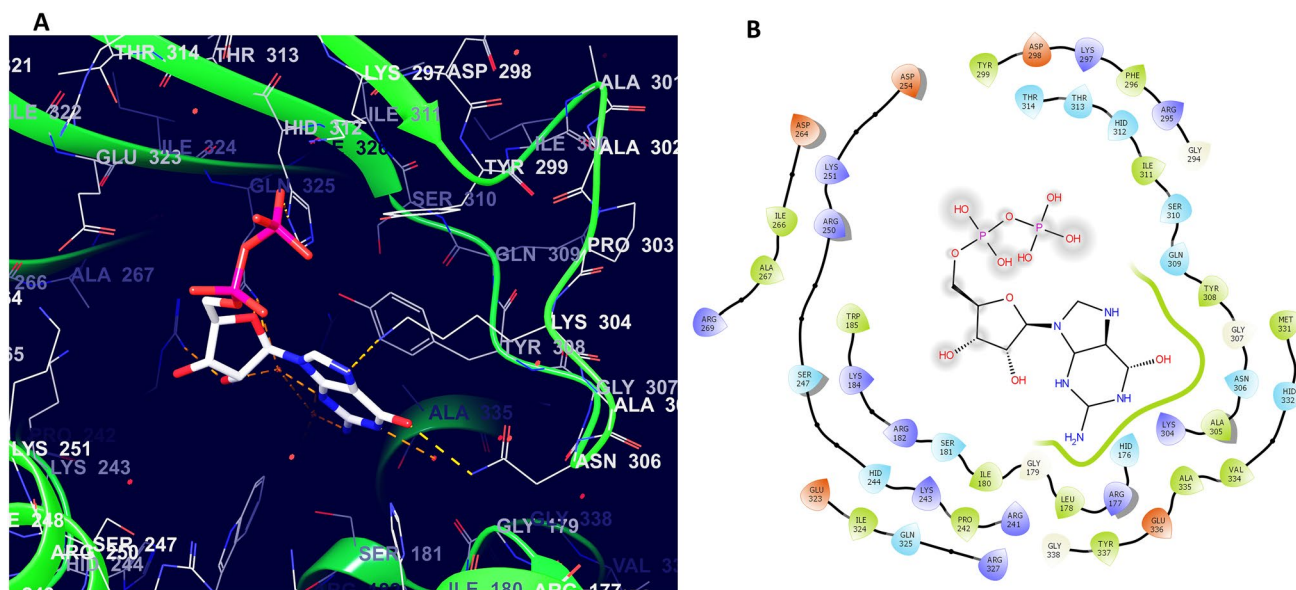 A
THR 314
THR 313
LYS 297
ASP 298
ALA 301
ILE 311
HID 312
ILE 322
ILE 324
GLU 323
GLN 325
ALA 302
TYR 299
SER 310
PRO 303
GLN 309
ALA 267
266
LYS 304
TYR 308
GLY 307
ALA 335
LYS 251
PRO 242
LYS 243
ASN 306
SER 247
ARG 250
HID 244
SER 181
GLY 179
GLY 338
ILE 180
ARG 177
B
TYR 299
ASP 298
LYS 297
PHE 296
ARG 295
GLY 294
THR 314
THR 313
HID 312
ILE 311
SER 310
GLN 309
TYR 308
GLY 307
ASN 306
ALA 305
LYS 304
ASP 254
LYS 251
ARG 250
SER 247
HID 244
LYS 243
PRO 242
ARG 241
ASP 264
ILE 266
ALA 267
ARG 269
TRP 185
LYS 184
ARG 182
SER 181
ILE 180
GLY 179
LEU 178
ARG 177
HID 176
GLU 323
ILE 324
GLN 325
ARG 327
MET 331
HID 332
VAL 334
ALA 335
GLU 336
TYR 337
GLY 338
HO
O
OH
P
P
OH
O
OH
HO
OH
O
N
NH
HO
OH
HN
NH
OH
N
H₂N